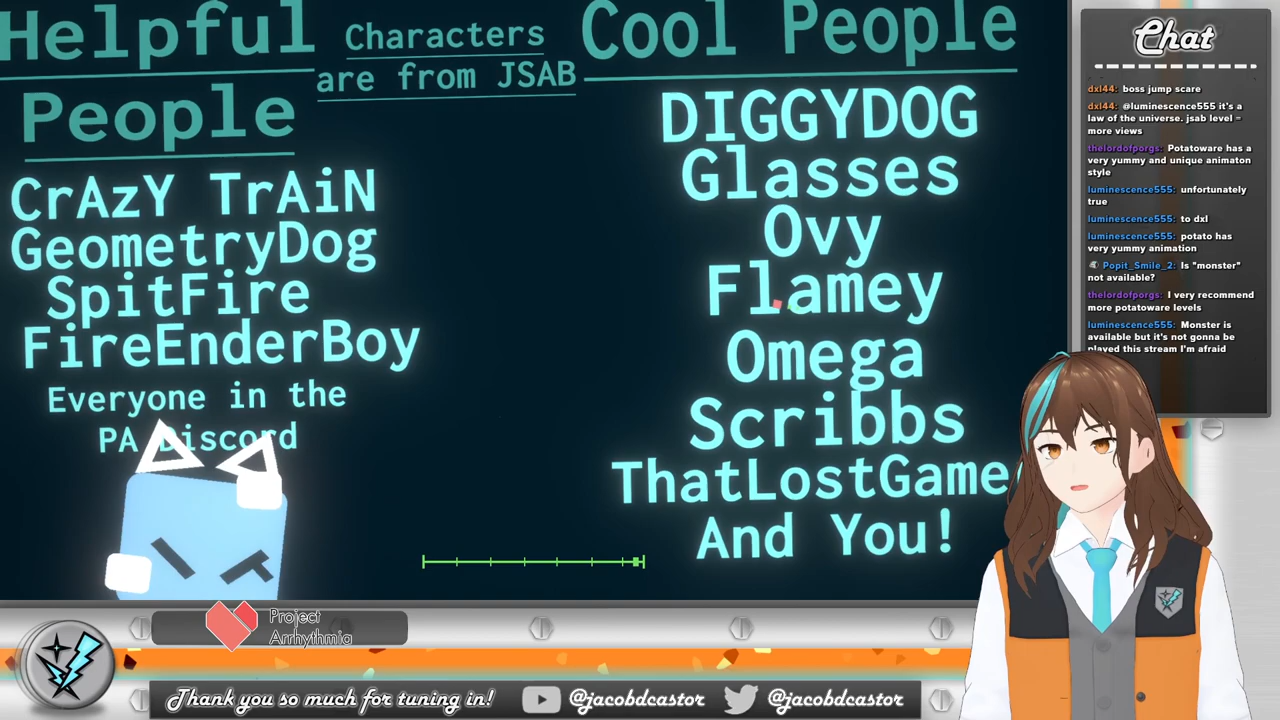 Helpful
People
Characters
are from JSAB
Cool People
CrAzY TrAiN
GeometryDog
SpitFire
FireEnderBoy
Everyone in the
PA Discord
DIGGYDOG
Glasses
Ovy
Flamey
Omega
Scribbs
ThatLostGame
And You!
Chat
dxl44: boss jump scare
dxl44: @luminescence555 it's a
law of the universe. jsab level =
more views
thelordofporgs: Potatoware has a
very yummy and unique animaton
style
luminescence555: unfortunately
true
luminescence555: to dxl
luminescence555: potato has
very yummy animation
Popit_Smile_2: Is "monster"
not available?
thelordofporgs: I very recommend
more potatoware levels
luminescence555: Monster is
available but it's not gonna be
played this stream I'm afraid
Project
Arrhythmia
Thank you so much for tuning in!
@jacobdcastor
@jacobdcastor